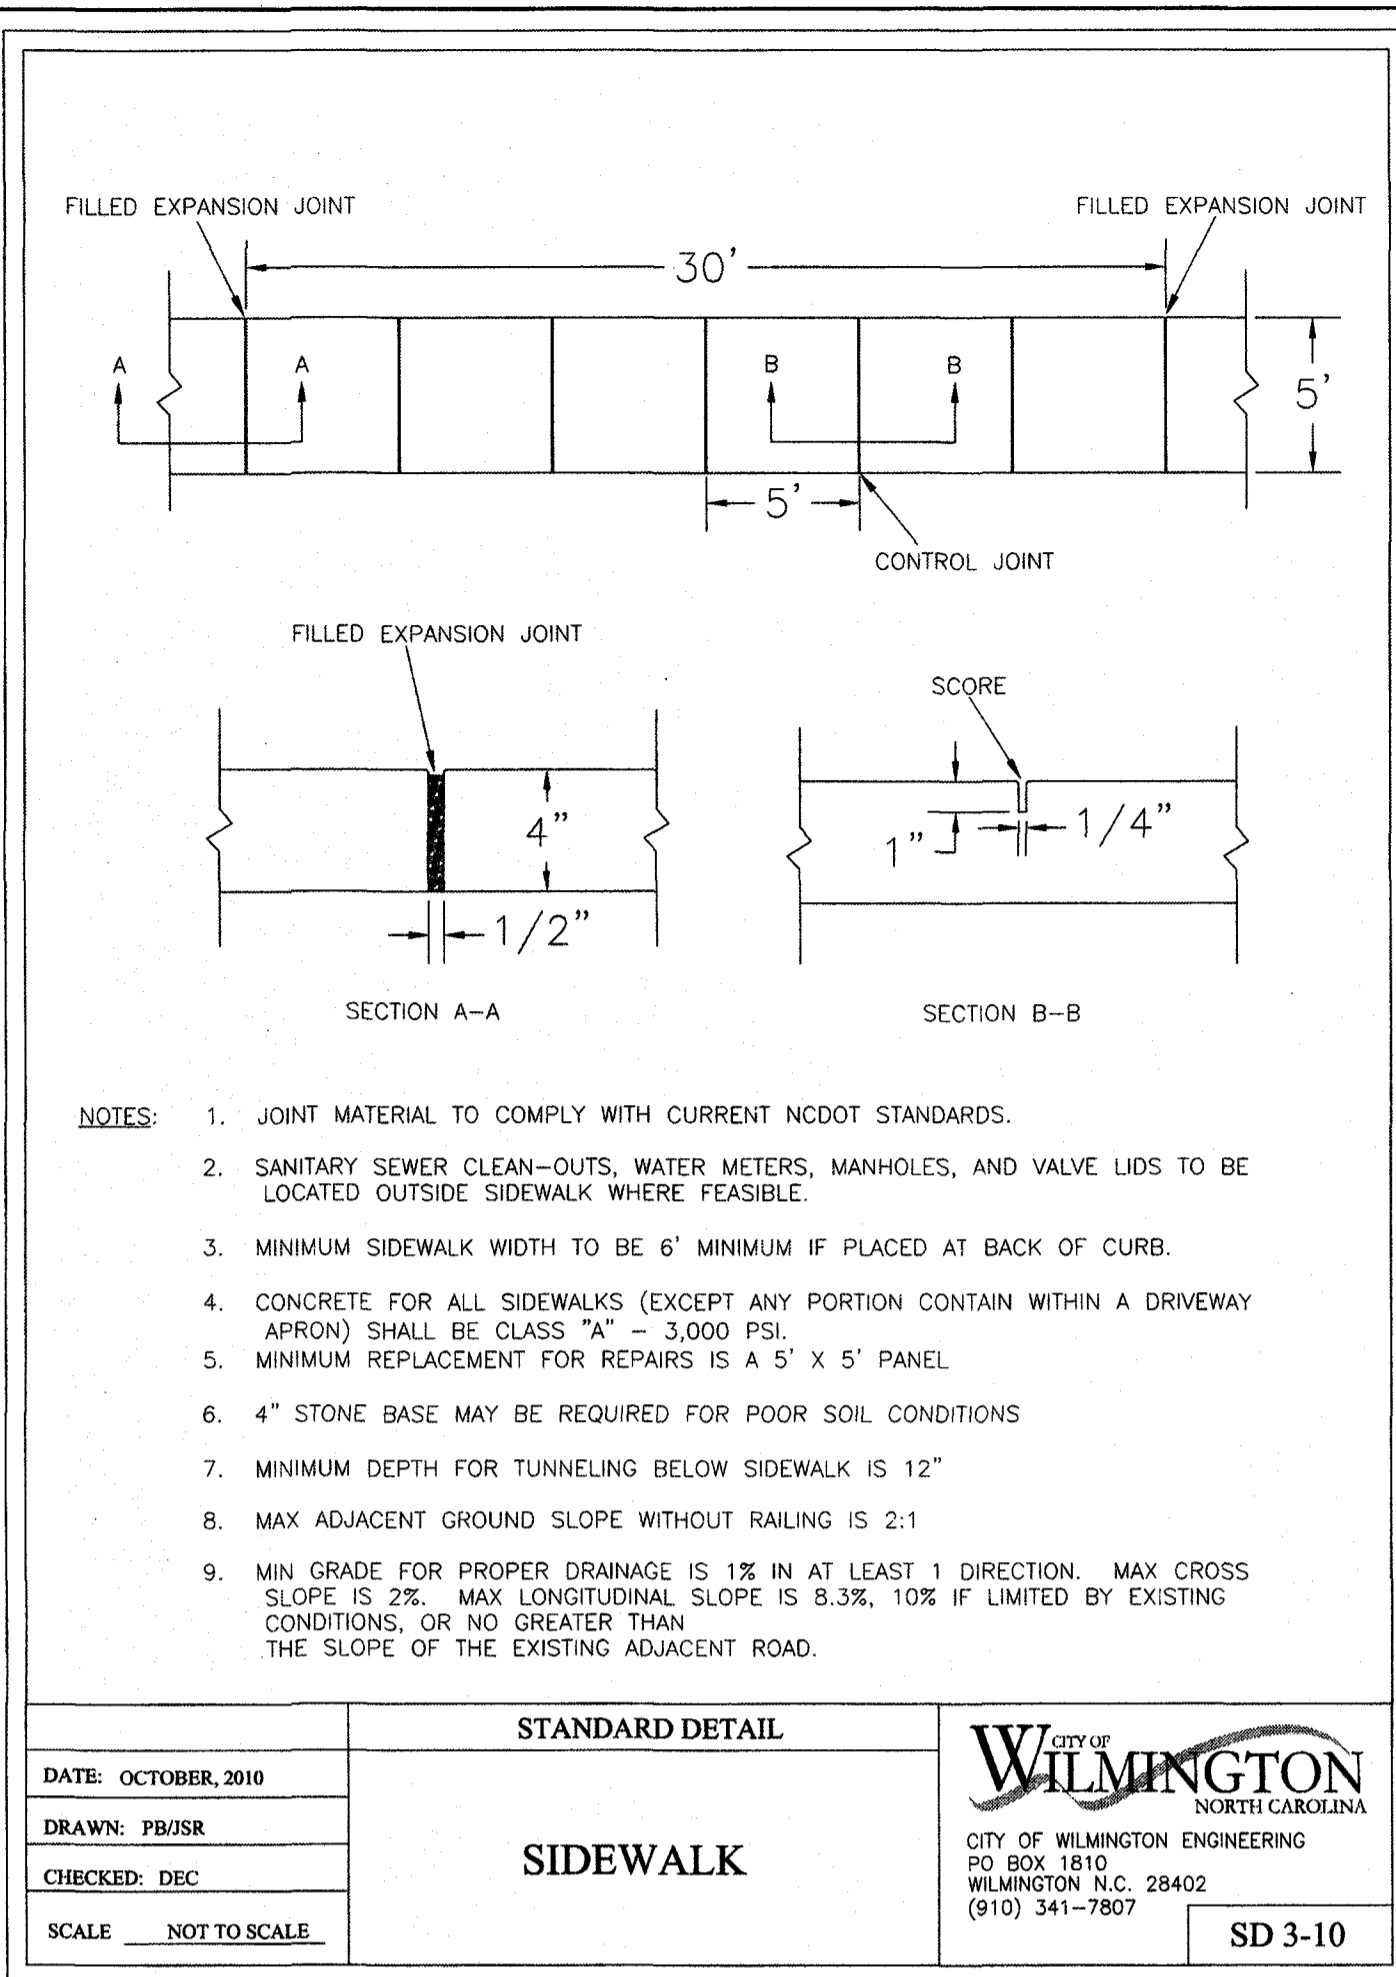 FILLED EXPANSION JOINT
FILLED EXPANSION JOINT
30'
A
A
B
B
5'
5'
CONTROL JOINT
FILLED EXPANSION JOINT
SCORE
4"
1"
1/4"
1/2"
SECTION A-A
SECTION B-B
NOTES: 1. JOINT MATERIAL TO COMPLY WITH CURRENT NCDOT STANDARDS.
2. SANITARY SEWER CLEAN-OUTS, WATER METERS, MANHOLES, AND VALVE LIDS TO BE
LOCATED OUTSIDE SIDEWALK WHERE FEASIBLE.
3. MINIMUM SIDEWALK WIDTH TO BE 6' MINIMUM IF PLACED AT BACK OF CURB.
4. CONCRETE FOR ALL SIDEWALKS (EXCEPT ANY PORTION CONTAIN WITHIN A DRIVEWAY
APRON) SHALL BE CLASS "A" - 3,000 PSI.
5. MINIMUM REPLACEMENT FOR REPAIRS IS A 5' X 5' PANEL
6. 4" STONE BASE MAY BE REQUIRED FOR POOR SOIL CONDITIONS
7. MINIMUM DEPTH FOR TUNNELING BELOW SIDEWALK IS 12"
8. MAX ADJACENT GROUND SLOPE WITHOUT RAILING IS 2:1
9. MIN GRADE FOR PROPER DRAINAGE IS 1% IN AT LEAST 1 DIRECTION. MAX CROSS
SLOPE IS 2%. MAX LONGITUDINAL SLOPE IS 8.3%, 10% IF LIMITED BY EXISTING
CONDITIONS, OR NO GREATER THAN
THE SLOPE OF THE EXISTING ADJACENT ROAD.
STANDARD DETAIL
DATE: OCTOBER, 2010
DRAWN: PB/JSR
CHECKED: DEC
SCALE NOT TO SCALE
SIDEWALK
CITY OF
WILMINGTON
NORTH CAROLINA
CITY OF WILMINGTON ENGINEERING
PO BOX 1810
WILMINGTON N.C. 28402
(910) 341-7807
SD 3-10